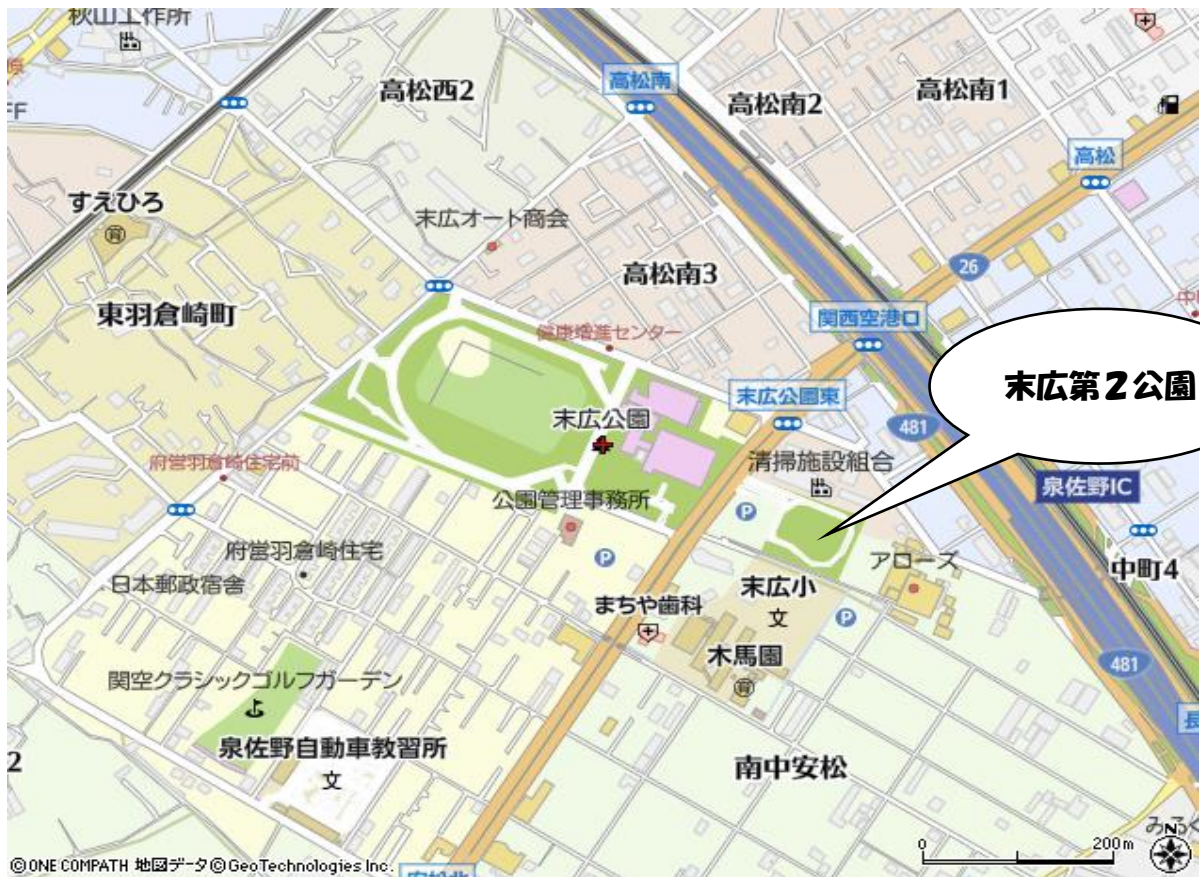 秋山工作所
高松西2
高松南
高松南2
高松南1
高松
FF
すえひろ
末広オート商会
高松南3
26
東羽倉崎町
健康増進センター
関西空港口
末広第2公園
末広公園東
末広公園
481
府営羽倉崎住宅前
清掃施設組合
泉佐野IC
公園管理事務所
P
府営羽倉崎住宅
P
アローズ
中町4
日本郵政宿舎
末広小
まちや歯科
文
P
木馬園
481
関空クラシックゴルフガーデン
泉佐野自動車教習所
文
2
南中安松
0
200m
N
©ONE COMPATH 地図データ©GeoTechnologies Inc.